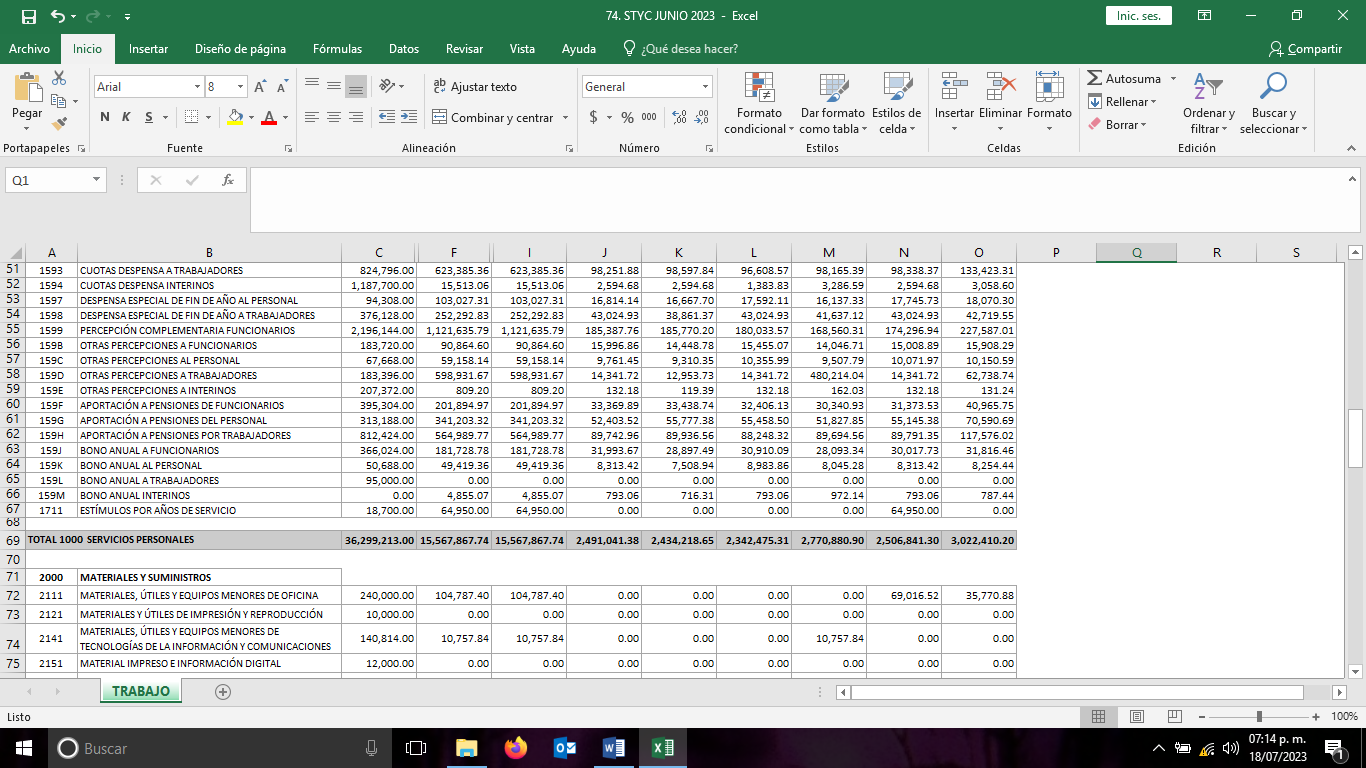 74. STYC JUNIO 2023 - Excel
Inic. ses.
Archivo Inicio Insertar Diseño de página Fórmulas Datos Revisar Vista Ayuda ¿Qué desea hacer? Compartir
Pegar
Arial 8
N K S
Ajustar texto
Combinar y centrar
General
$ % 000
Formato condicional
Dar formato como tabla
Estilos de celda
Insertar Eliminar Formato
Autosuma
Rellenar
Borrar
Ordenar y filtrar
Buscar y seleccionar
Portapapeles Fuente Alineación Número Estilos Celdas Edición
Q1
fx
A B C F I J K L M N O P Q R S
51 1593 CUOTAS DESPENSA A TRABAJADORES 824,796.00 623,385.36 623,385.36 98,251.88 98,597.84 96,608.57 98,165.39 98,338.37 133,423.31
52 1594 CUOTAS DESPENSA INTERINOS 1,187,700.00 15,513.06 15,513.06 2,594.68 2,594.68 1,383.83 3,286.59 2,594.68 3,058.60
53 1597 DESPENSA ESPECIAL DE FIN DE AÑO AL PERSONAL 94,308.00 103,027.31 103,027.31 16,814.14 16,667.70 17,592.11 16,137.33 17,745.73 18,070.30
54 1598 DESPENSA ESPECIAL DE FIN DE AÑO A TRABAJADORES 376,128.00 252,292.83 252,292.83 43,024.93 38,861.37 43,024.93 41,637.12 43,024.93 42,719.55
55 1599 PERCEPCIÓN COMPLEMENTARIA FUNCIONARIOS 2,196,144.00 1,121,635.79 1,121,635.79 185,387.76 185,770.20 180,033.57 168,560.31 174,296.94 227,587.01
56 159B OTRAS PERCEPCIONES A FUNCIONARIOS 183,720.00 90,864.60 90,864.60 15,996.86 14,448.78 15,455.07 14,046.71 15,008.89 15,908.29
57 159C OTRAS PERCEPCIONES AL PERSONAL 67,668.00 59,158.14 59,158.14 9,761.45 9,310.35 10,355.99 9,507.79 10,071.97 10,150.59
58 159D OTRAS PERCEPCIONES A TRABAJADORES 183,396.00 598,931.67 598,931.67 14,341.72 12,953.73 14,341.72 480,214.04 14,341.72 62,738.74
59 159E OTRAS PERCEPCIONES A INTERINOS 207,372.00 809.20 809.20 132.18 119.39 132.18 162.03 132.18 131.24
60 159F APORTACIÓN A PENSIONES DE FUNCIONARIOS 395,304.00 201,894.97 201,894.97 33,369.89 33,438.74 32,406.13 30,340.93 31,373.53 40,965.75
61 159G APORTACIÓN A PENSIONES DEL PERSONAL 313,188.00 341,203.32 341,203.32 52,403.52 55,777.38 55,458.50 51,827.85 55,145.38 70,590.69
62 159H APORTACIÓN A PENSIONES POR TRABAJADORES 812,424.00 564,989.77 564,989.77 89,742.96 89,936.56 88,248.32 89,694.56 89,791.35 117,576.02
63 159J BONO ANUAL A FUNCIONARIOS 366,024.00 181,728.78 181,728.78 31,993.67 28,897.49 30,910.09 28,093.34 30,017.73 31,816.46
64 159K BONO ANUAL AL PERSONAL 50,688.00 49,419.36 49,419.36 8,313.42 7,508.94 8,983.86 8,045.28 8,313.42 8,254.44
65 159L BONO ANUAL A TRABAJADORES 95,000.00 0.00 0.00 0.00 0.00 0.00 0.00 0.00 0.00
66 159M BONO ANUAL INTERINOS 0.00 4,855.07 4,855.07 793.06 716.31 793.06 972.14 793.06 787.44
67 1711 ESTÍMULOS POR AÑOS DE SERVICIO 18,700.00 64,950.00 64,950.00 0.00 0.00 0.00 0.00 64,950.00 0.00
68
69 TOTAL 1000 SERVICIOS PERSONALES 36,299,213.00 15,567,867.74 15,567,867.74 2,491,041.38 2,434,218.65 2,342,475.31 2,770,880.90 2,506,841.30 3,022,410.20
70
71 2000 MATERIALES Y SUMINISTROS
72 2111 MATERIALES, ÚTILES Y EQUIPOS MENORES DE OFICINA 240,000.00 104,787.40 104,787.40 0.00 0.00 0.00 0.00 69,016.52 35,770.88
73 2121 MATERIALES Y ÚTILES DE IMPRESIÓN Y REPRODUCCIÓN 10,000.00 0.00 0.00 0.00 0.00 0.00 0.00 0.00 0.00
74 2141 MATERIALES, ÚTILES Y EQUIPOS MENORES DE TECNOLOGÍAS DE LA INFORMACIÓN Y COMUNICACIONES 140,814.00 10,757.84 10,757.84 0.00 0.00 0.00 10,757.84 0.00 0.00
75 2151 MATERIAL IMPRESO E INFORMACIÓN DIGITAL 12,000.00 0.00 0.00 0.00 0.00 0.00 0.00 0.00 0.00
TRABAJO
Listo
100%
Buscar
07:14 p. m.
18/07/2023
1